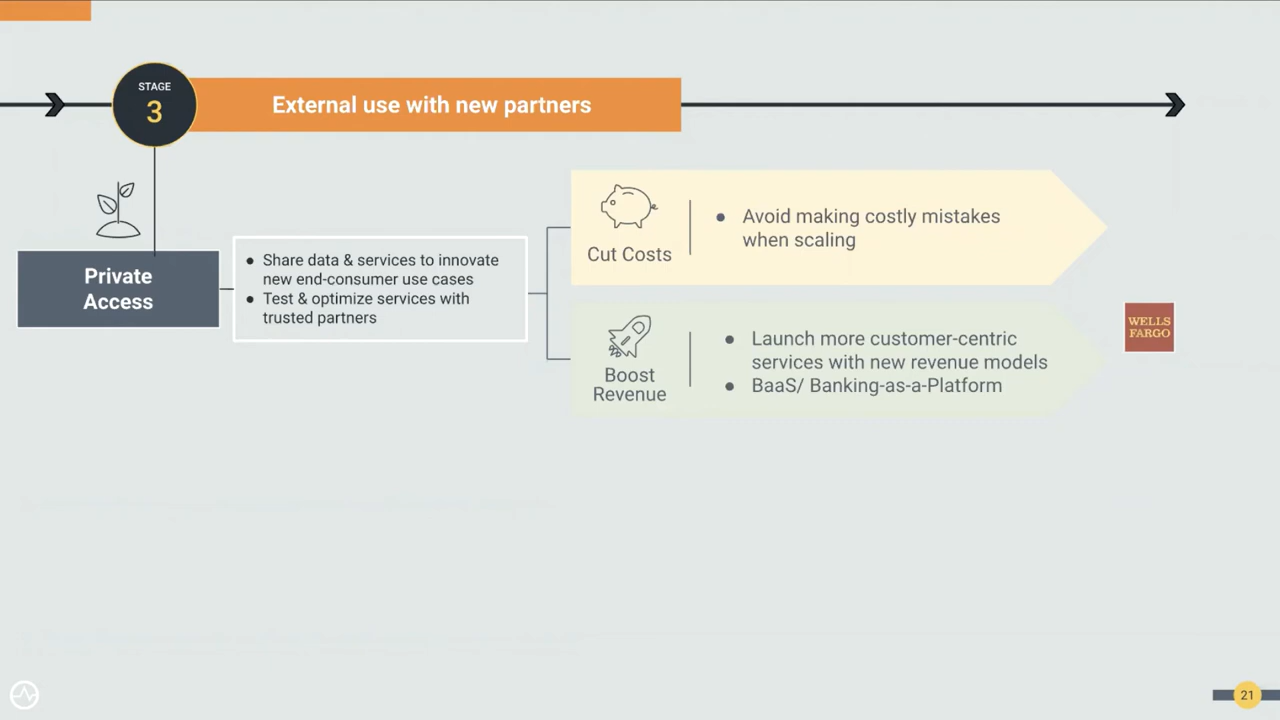 STAGE
3
External use with new partners
Private
Access
● Share data & services to innovate
new end-consumer use cases
● Test & optimize services with
trusted partners
Cut Costs
● Avoid making costly mistakes
when scaling
Boost
Revenue
● Launch more customer-centric
services with new revenue models
● BaaS/ Banking-as-a-Platform
WELLS
FARGO
21